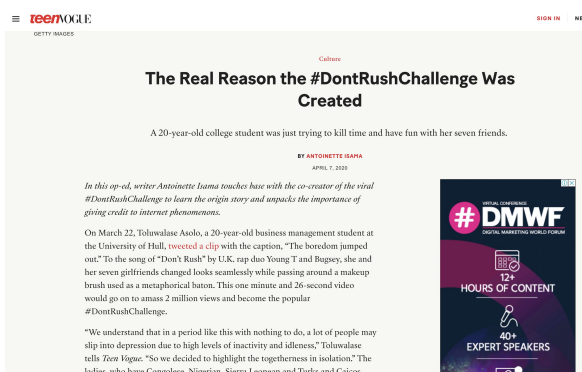 teenVOGUE
SIGN IN
GETTY IMAGES
Culture
The Real Reason the #DontRushChallenge Was
Created
A 20-year-old college student was just trying to kill time and have fun with her seven friends.
BY ANTOINETTE ISAMA
APRIL 7, 2020
In this op-ed, writer Antoinette Isama touches base with the co-creator of the viral
#DontRushChallenge to learn the origin story and unpacks the importance of
giving credit to internet phenomenons.
On March 22, Toluwalase Asolo, a 20-year-old business management student at
the University of Hull, tweeted a clip with the caption, “The boredom jumped
out.” To the song of “Don’t Rush” by U.K. rap duo Young T and Bugsey, she and
her seven girlfriends changed looks seamlessly while passing around a makeup
brush used as a metaphorical baton. This one minute and 26-second video
would go on to amass 2 million views and become the popular
#DontRushChallenge.
“We understand that in a period like this with nothing to do, a lot of people may
slip into depression due to high levels of inactivity and idleness,” Toluwalase
tells Teen Vogue. “So we decided to highlight the togetherness in isolation.” The
ladies, who have Congolese, Nigerian, Sierra Leonean and Turks and Caicos
VIRTUAL CONFERENCE
#DMWF
DIGITAL MARKETING WORLD FORUM
12+
HOURS OF CONTENT
40+
EXPERT SPEAKERS